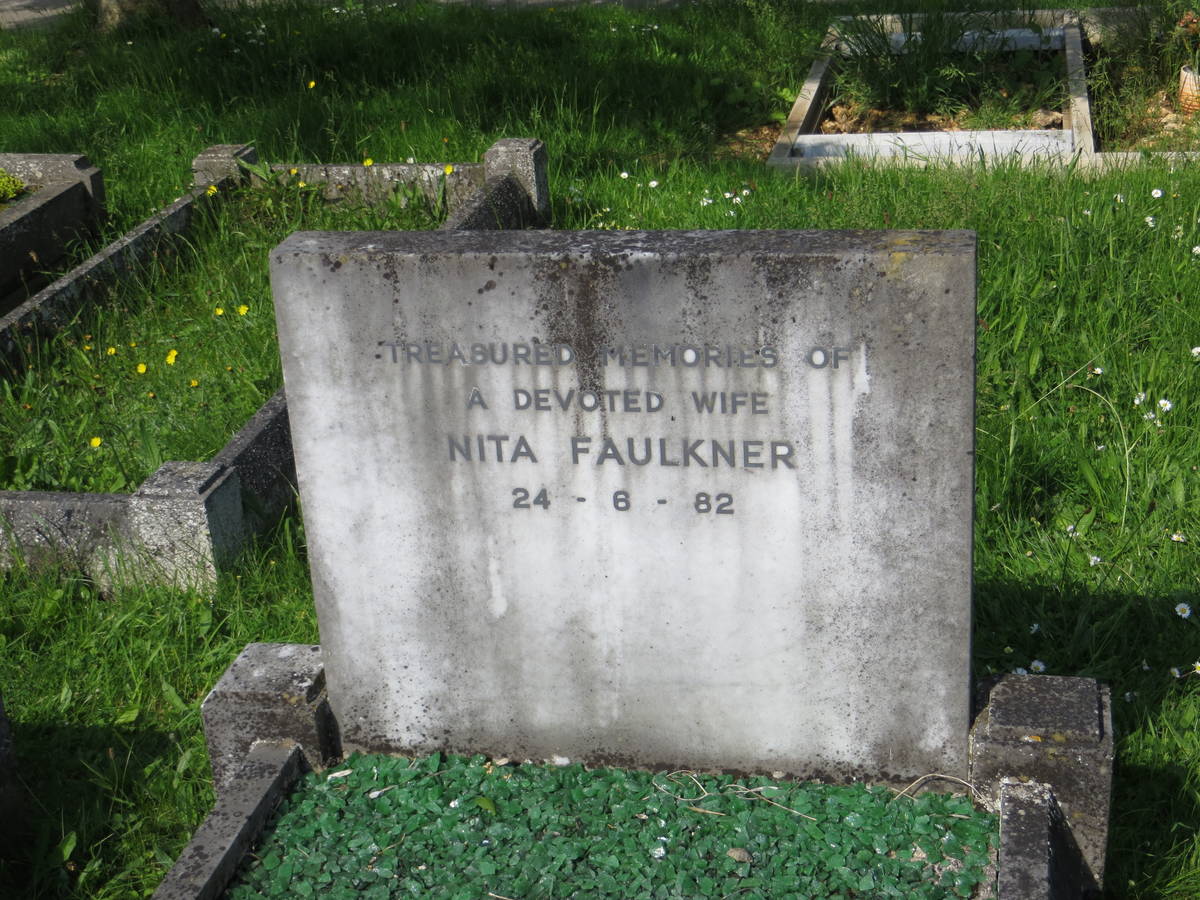 TREASURED MEMORIES OF
A DEVOTED WIFE
NITA FAULKNER
24 - 6 - 82